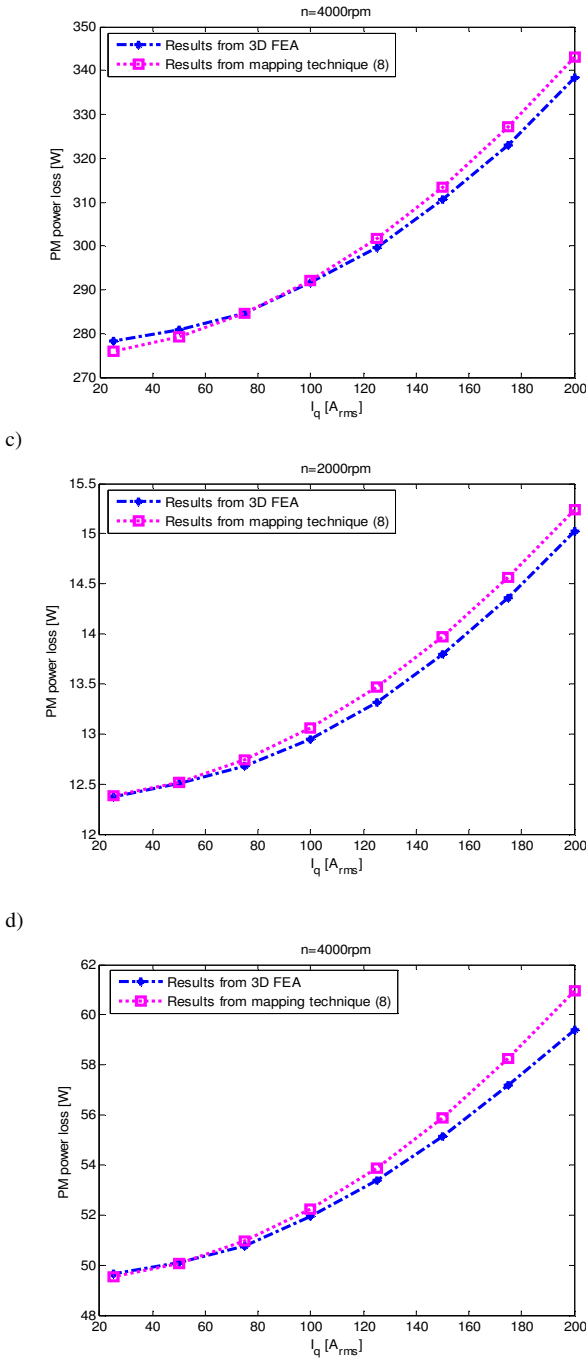 n=4000rpm
350
340
330
320
310
300
290
280
270
PM power loss [W]
Results from 3D FEA
Results from mapping technique (8)
20 40 60 80 100 120 140 160 180 200
I_q [A_rms]
c)
n=2000rpm
15.5
15
14.5
14
13.5
13
12.5
12
PM power loss [W]
Results from 3D FEA
Results from mapping technique (8)
20 40 60 80 100 120 140 160 180 200
I_q [A_rms]
d)
n=4000rpm
62
60
58
56
54
52
50
48
PM power loss [W]
Results from 3D FEA
Results from mapping technique (8)
20 40 60 80 100 120 140 160 180 200
I_q [A_rms]